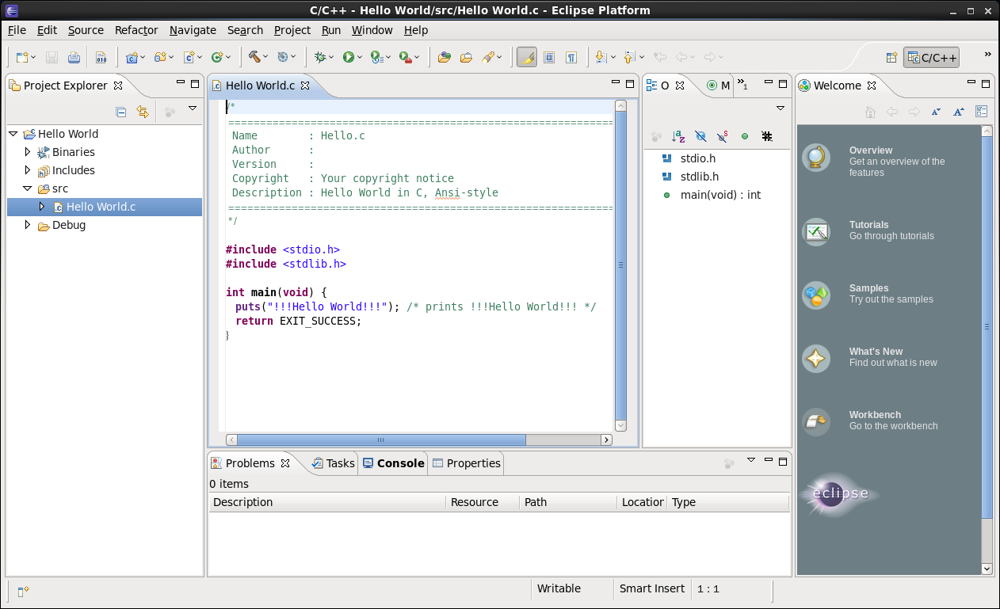 C/C++ - Hello World/src/Hello World.c - Eclipse Platform
File Edit Source Refactor Navigate Search Project Run Window Help
010
C/C++
»
Project Explorer
Hello World
Binaries
Includes
src
Hello World.c
Debug
Hello World.c
/*
============================================================================
Name : Hello.c
Author :
Version :
Copyright : Your copyright notice
Description : Hello World in C, Ansi-style
============================================================================
*/
#include <stdio.h>
#include <stdlib.h>
int main(void) {
puts("!!!Hello World!!!"); /* prints !!!Hello World!!! */
return EXIT_SUCCESS;
}
O M »1
stdio.h
stdlib.h
main(void) : int
Welcome
Overview
Get an overview of the
features
Tutorials
Go through tutorials
Samples
Try out the samples
What's New
Find out what is new
Workbench
Go to the workbench
eclipse
Problems Tasks Console Properties
0 items
Description Resource Path Location Type
Writable Smart Insert 1 : 1